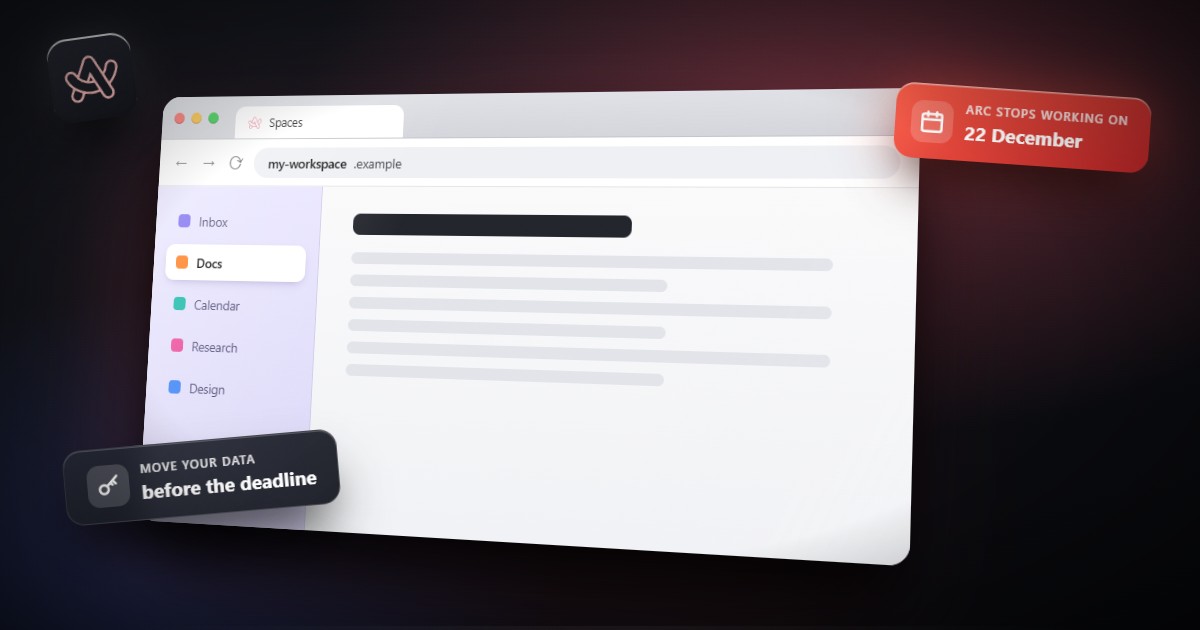 ARC STOPS WORKING ON
22 December
Spaces
my-workspace .example
Inbox
Docs
Calendar
Research
Design
MOVE YOUR DATA
before the deadline